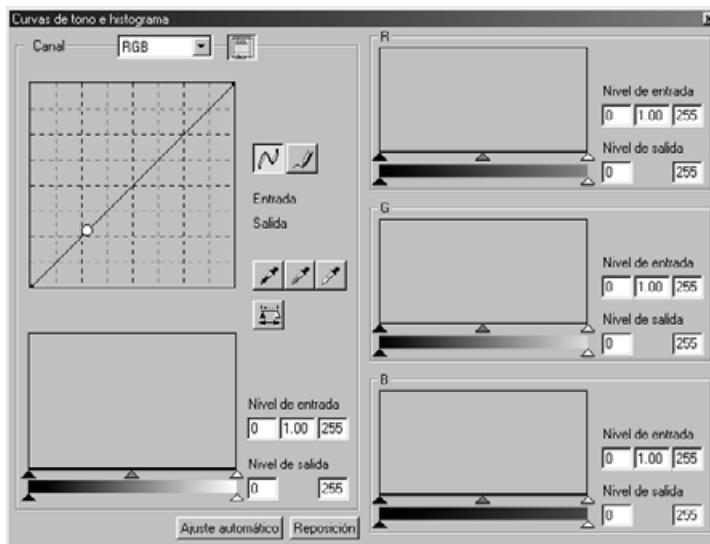 Curvas de tono e histograma
Canal RGB
Entrada
Salida
Nivel de entrada
0 1.00 255
Nivel de salida
0 255
Ajuste automático Reposición
R
Nivel de entrada
0 1.00 255
Nivel de salida
0 255
G
Nivel de entrada
0 1.00 255
Nivel de salida
0 255
B
Nivel de entrada
0 1.00 255
Nivel de salida
0 255